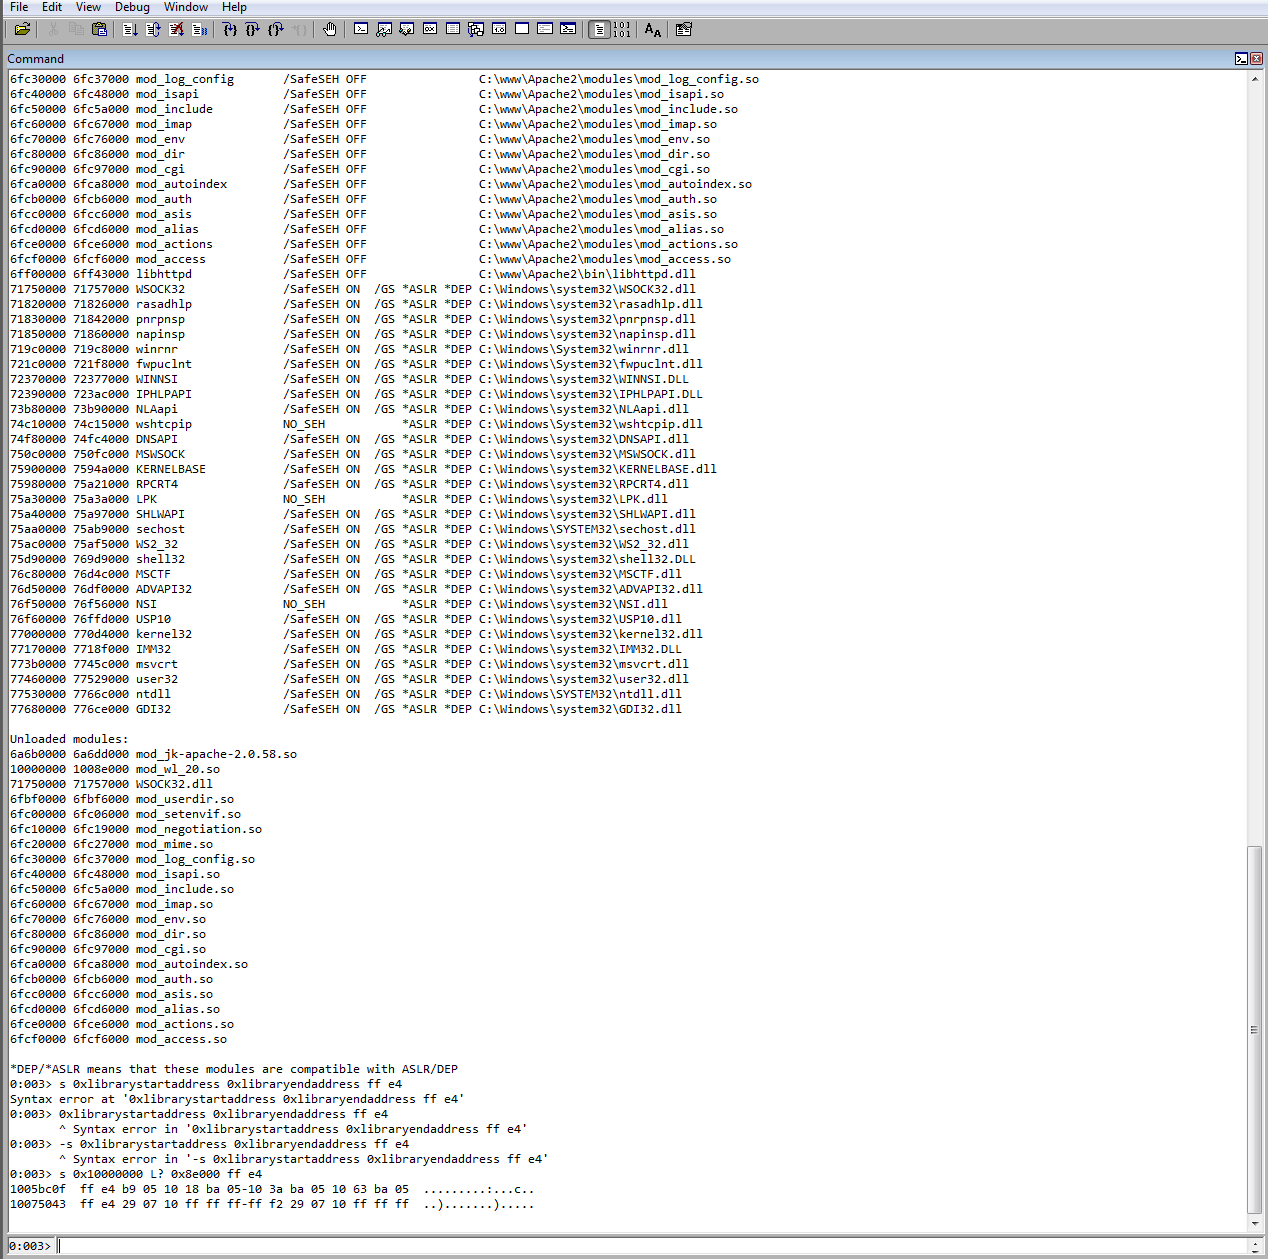 File Edit View Debug Window Help
Command
6fc30000 6fc37000 mod_log_config /SafeSEH OFF C:\www\Apache2\modules\mod_log_config.so
6fc40000 6fc48000 mod_isapi /SafeSEH OFF C:\www\Apache2\modules\mod_isapi.so
6fc50000 6fc5a000 mod_include /SafeSEH OFF C:\www\Apache2\modules\mod_include.so
6fc60000 6fc67000 mod_imap /SafeSEH OFF C:\www\Apache2\modules\mod_imap.so
6fc70000 6fc76000 mod_env /SafeSEH OFF C:\www\Apache2\modules\mod_env.so
6fc80000 6fc86000 mod_dir /SafeSEH OFF C:\www\Apache2\modules\mod_dir.so
6fc90000 6fc97000 mod_cgi /SafeSEH OFF C:\www\Apache2\modules\mod_cgi.so
6fca0000 6fca8000 mod_autoindex /SafeSEH OFF C:\www\Apache2\modules\mod_autoindex.so
6fcb0000 6fcb6000 mod_auth /SafeSEH OFF C:\www\Apache2\modules\mod_auth.so
6fcc0000 6fcc6000 mod_asis /SafeSEH OFF C:\www\Apache2\modules\mod_asis.so
6fcd0000 6fcd6000 mod_alias /SafeSEH OFF C:\www\Apache2\modules\mod_alias.so
6fce0000 6fce6000 mod_actions /SafeSEH OFF C:\www\Apache2\modules\mod_actions.so
6fcf0000 6fcf6000 mod_access /SafeSEH OFF C:\www\Apache2\modules\mod_access.so
6ff00000 6ff43000 libhttpd /SafeSEH OFF C:\www\Apache2\bin\libhttpd.dll
71750000 71757000 WSOCK32 /SafeSEH ON /GS *ASLR *DEP C:\Windows\system32\WSOCK32.dll
71820000 71826000 rasadhlp /SafeSEH ON /GS *ASLR *DEP C:\Windows\system32\rasadhlp.dll
71830000 71842000 pnrpnsp /SafeSEH ON /GS *ASLR *DEP C:\Windows\system32\pnrpnsp.dll
71850000 71860000 napinsp /SafeSEH ON /GS *ASLR *DEP C:\Windows\system32\napinsp.dll
719c0000 719c8000 winrnr /SafeSEH ON /GS *ASLR *DEP C:\Windows\System32\winrnr.dll
721c0000 721f8000 fwpuclnt /SafeSEH ON /GS *ASLR *DEP C:\Windows\System32\fwpuclnt.dll
72370000 72377000 WINNSI /SafeSEH ON /GS *ASLR *DEP C:\Windows\system32\WINNSI.DLL
72390000 723ac000 IPHLPAPI /SafeSEH ON /GS *ASLR *DEP C:\Windows\system32\IPHLPAPI.DLL
73b80000 73b90000 NLAapi /SafeSEH ON /GS *ASLR *DEP C:\Windows\system32\NLAapi.dll
74c10000 74c15000 wshtcpip NO_SEH *ASLR *DEP C:\Windows\System32\wshtcpip.dll
74f80000 74fc4000 DNSAPI /SafeSEH ON /GS *ASLR *DEP C:\Windows\system32\DNSAPI.dll
750c0000 750fc000 MSWSOCK /SafeSEH ON /GS *ASLR *DEP C:\Windows\system32\MSWSOCK.dll
75900000 7594a000 KERNELBASE /SafeSEH ON /GS *ASLR *DEP C:\Windows\system32\KERNELBASE.dll
75980000 75a21000 RPCRT4 /SafeSEH ON /GS *ASLR *DEP C:\Windows\system32\RPCRT4.dll
75a30000 75a3a000 LPK NO_SEH *ASLR *DEP C:\Windows\system32\LPK.dll
75a40000 75a97000 SHLWAPI /SafeSEH ON /GS *ASLR *DEP C:\Windows\system32\SHLWAPI.dll
75aa0000 75ab9000 sechost /SafeSEH ON /GS *ASLR *DEP C:\Windows\SYSTEM32\sechost.dll
75ac0000 75af5000 WS2_32 /SafeSEH ON /GS *ASLR *DEP C:\Windows\system32\WS2_32.dll
75d90000 769d9000 shell32 /SafeSEH ON /GS *ASLR *DEP C:\Windows\system32\shell32.DLL
76c80000 76d4c000 MSCTF /SafeSEH ON /GS *ASLR *DEP C:\Windows\system32\MSCTF.dll
76d50000 76df0000 ADVAPI32 /SafeSEH ON /GS *ASLR *DEP C:\Windows\system32\ADVAPI32.dll
76f50000 76f56000 NSI NO_SEH *ASLR *DEP C:\Windows\system32\NSI.dll
76f60000 76ffd000 USP10 /SafeSEH ON /GS *ASLR *DEP C:\Windows\system32\USP10.dll
77000000 770d4000 kernel32 /SafeSEH ON /GS *ASLR *DEP C:\Windows\system32\kernel32.dll
77170000 7718f000 IMM32 /SafeSEH ON /GS *ASLR *DEP C:\Windows\system32\IMM32.DLL
773b0000 7745c000 msvcrt /SafeSEH ON /GS *ASLR *DEP C:\Windows\system32\msvcrt.dll
77460000 77529000 user32 /SafeSEH ON /GS *ASLR *DEP C:\Windows\system32\user32.dll
77530000 7766c000 ntdll /SafeSEH ON /GS *ASLR *DEP C:\Windows\SYSTEM32\ntdll.dll
77680000 776ce000 GDI32 /SafeSEH ON /GS *ASLR *DEP C:\Windows\system32\GDI32.dll
Unloaded modules:
6a6b0000 6a6dd000 mod_jk-apache-2.0.58.so
10000000 1008e000 mod_wl_20.so
71750000 71757000 WSOCK32.dll
6fbf0000 6fbf6000 mod_userdir.so
6fc00000 6fc06000 mod_setenvif.so
6fc10000 6fc19000 mod_negotiation.so
6fc20000 6fc27000 mod_mime.so
6fc30000 6fc37000 mod_log_config.so
6fc40000 6fc48000 mod_isapi.so
6fc50000 6fc5a000 mod_include.so
6fc60000 6fc67000 mod_imap.so
6fc70000 6fc76000 mod_env.so
6fc80000 6fc86000 mod_dir.so
6fc90000 6fc97000 mod_cgi.so
6fca0000 6fca8000 mod_autoindex.so
6fcb0000 6fcb6000 mod_auth.so
6fcc0000 6fcc6000 mod_asis.so
6fcd0000 6fcd6000 mod_alias.so
6fce0000 6fce6000 mod_actions.so
6fcf0000 6fcf6000 mod_access.so
*DEP/*ASLR means that these modules are compatible with ASLR/DEP
0:003> s 0xlibrarystartaddress 0xlibraryendaddress ff e4
Syntax error at '0xlibrarystartaddress 0xlibraryendaddress ff e4'
0:003> 0xlibrarystartaddress 0xlibraryendaddress ff e4
^ Syntax error in '0xlibrarystartaddress 0xlibraryendaddress ff e4'
0:003> -s 0xlibrarystartaddress 0xlibraryendaddress ff e4
^ Syntax error in '-s 0xlibrarystartaddress 0xlibraryendaddress ff e4'
0:003> s 0x10000000 L? 0x8e000 ff e4
1005bc0f ff e4 b9 05 10 18 ba 05-10 3a ba 05 10 63 ba 05 .........:...c..
10075043 ff e4 29 07 10 ff ff ff-ff f2 29 07 10 ff ff ff ..).......).....
0:003>